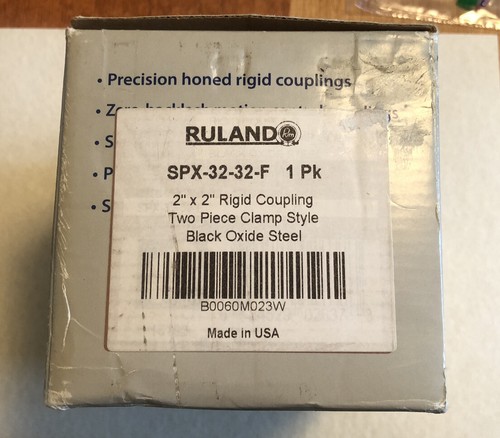 • Precision honed rigid couplings
RULAND
SPX-32-32-F 1 Pk
2" x 2" Rigid Coupling
Two Piece Clamp Style
Black Oxide Steel
B0060M023W
Made in USA